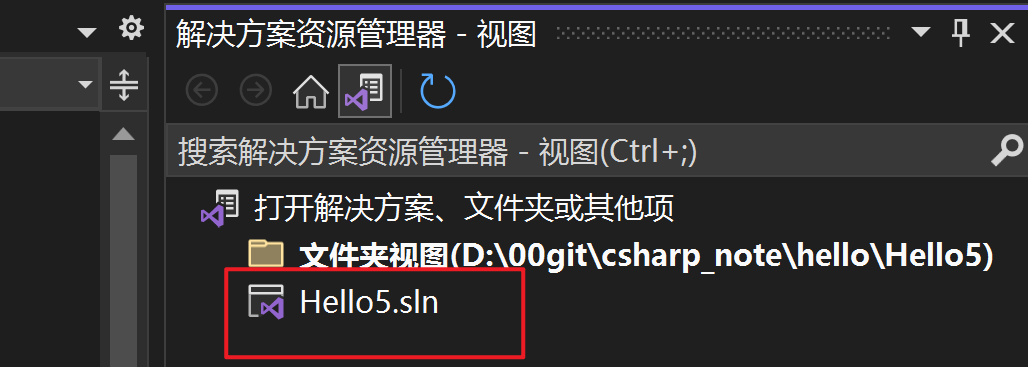 解决方案资源管理器 - 视图
搜索解决方案资源管理器 - 视图(Ctrl+;)
打开解决方案、文件夹或其他项
文件夹视图(D:\00git\csharp_note\hello\Hello5)
Hello5.sln